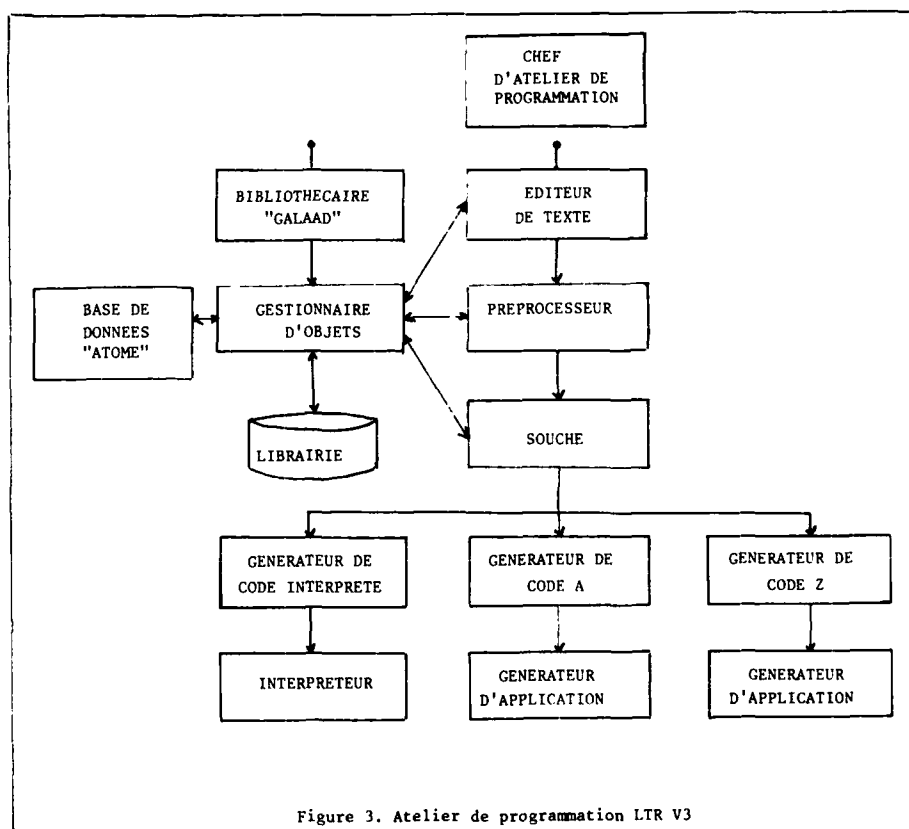 CHEF
D'ATELIER DE
PROGRAMMATION
BIBLIOTHECAIRE
"GALAAD"
EDITEUR
DE TEXTE
BASE DE
DONNEES
"ATOME"
GESTIONNAIRE
D'OBJETS
PREPROCESSEUR
LIBRAIRIE
SOUCHE
GENERATEUR DE
CODE INTERPRETE
GENERATEUR DE
CODE A
GENERATEUR DE
CODE Z
INTERPRETEUR
GENERATEUR
D'APPLICATION
GENERATEUR
D'APPLICATION
Figure 3. Atelier de programmation LTR V3